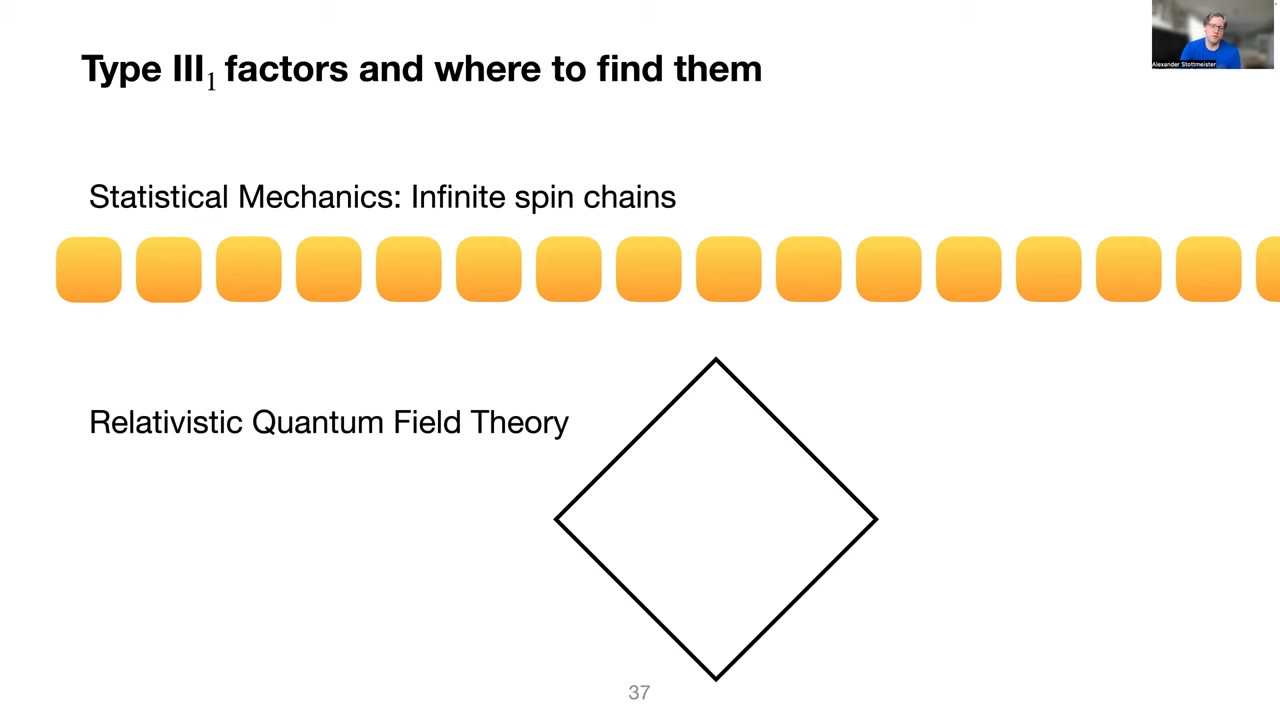 Alexander Stottmeister
Type III₁ factors and where to find them
Statistical Mechanics: Infinite spin chains
Relativistic Quantum Field Theory
37